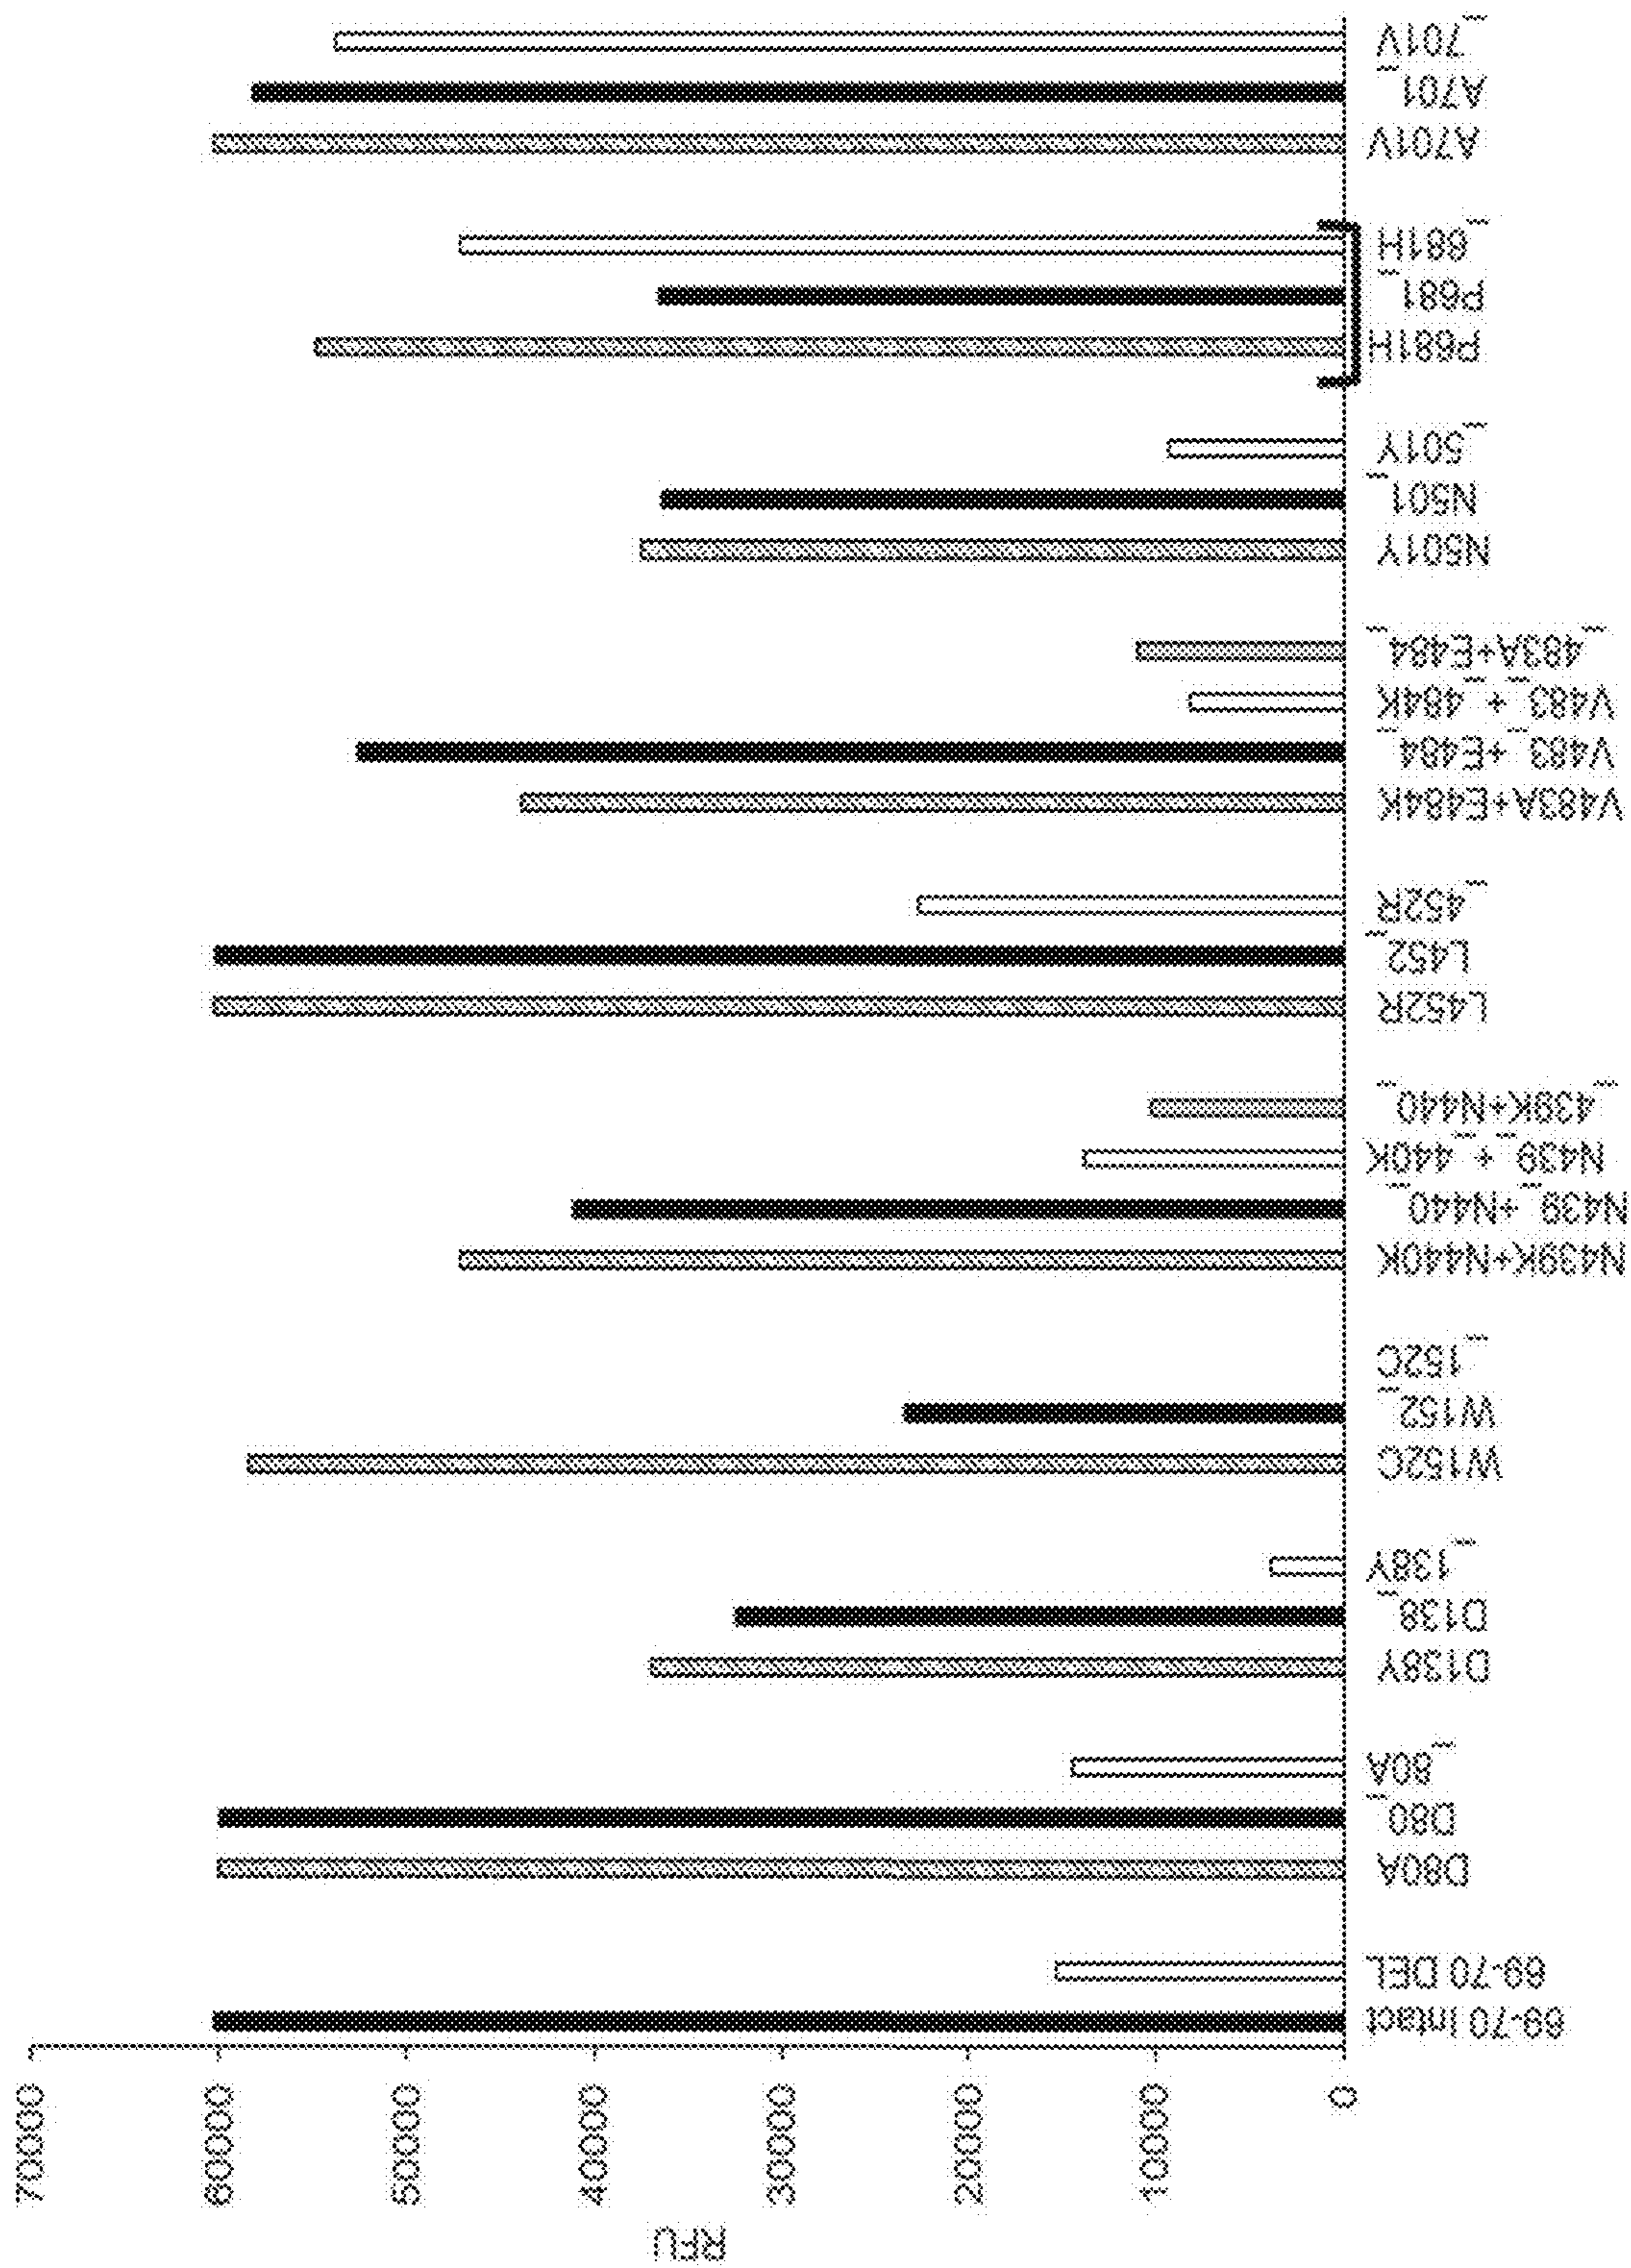 RFU
70000
60000
50000
40000
30000
20000
10000
0
69-70 Intact
69-70 DEL
D80A
D80_
_80A
D138Y
D138_
_138Y
W152C
W152_
_152C
N439K+N440K
N439_+N440_
N439_+_440K
_439K+N440_
L452R
L452_
_452R
V483A+E484K
V483_+E484_
V483_+_484K
_483A+E484_
N501Y
N501_
_501Y
P681H
P681_
_681H
A701V
A701_
_701V